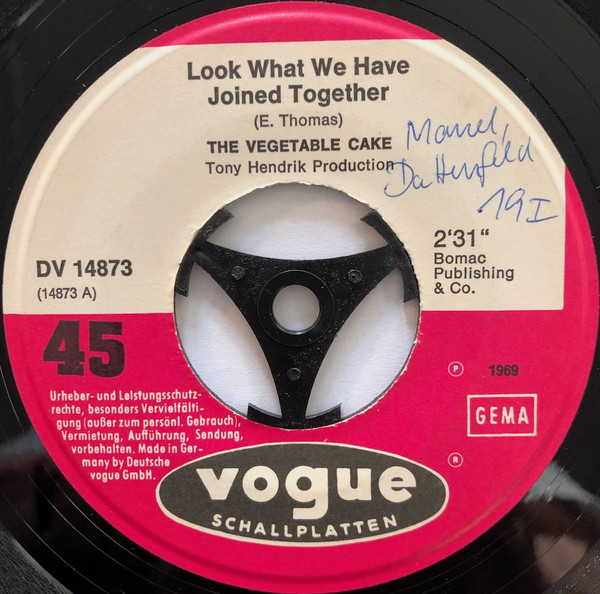 Look What We Have
Joined Together
(E. Thomas)
THE VEGETABLE CAKE
Tony Hendrik Production
Dattenfeld
19I
DV 14873
(14873 A)
2'31"
Bomac
Publishing
& Co.
45
℗ 1969
GEMA
®
Urheber- und Leistungsschutz-
rechte, besonders Vervielfälti-
gung (außer zum persönl. Gebrauch),
Vermietung, Aufführung, Sendung,
vorbehalten. Made in Ger-
many by Deutsche
vogue GmbH.
vogue
SCHALLPLATTEN